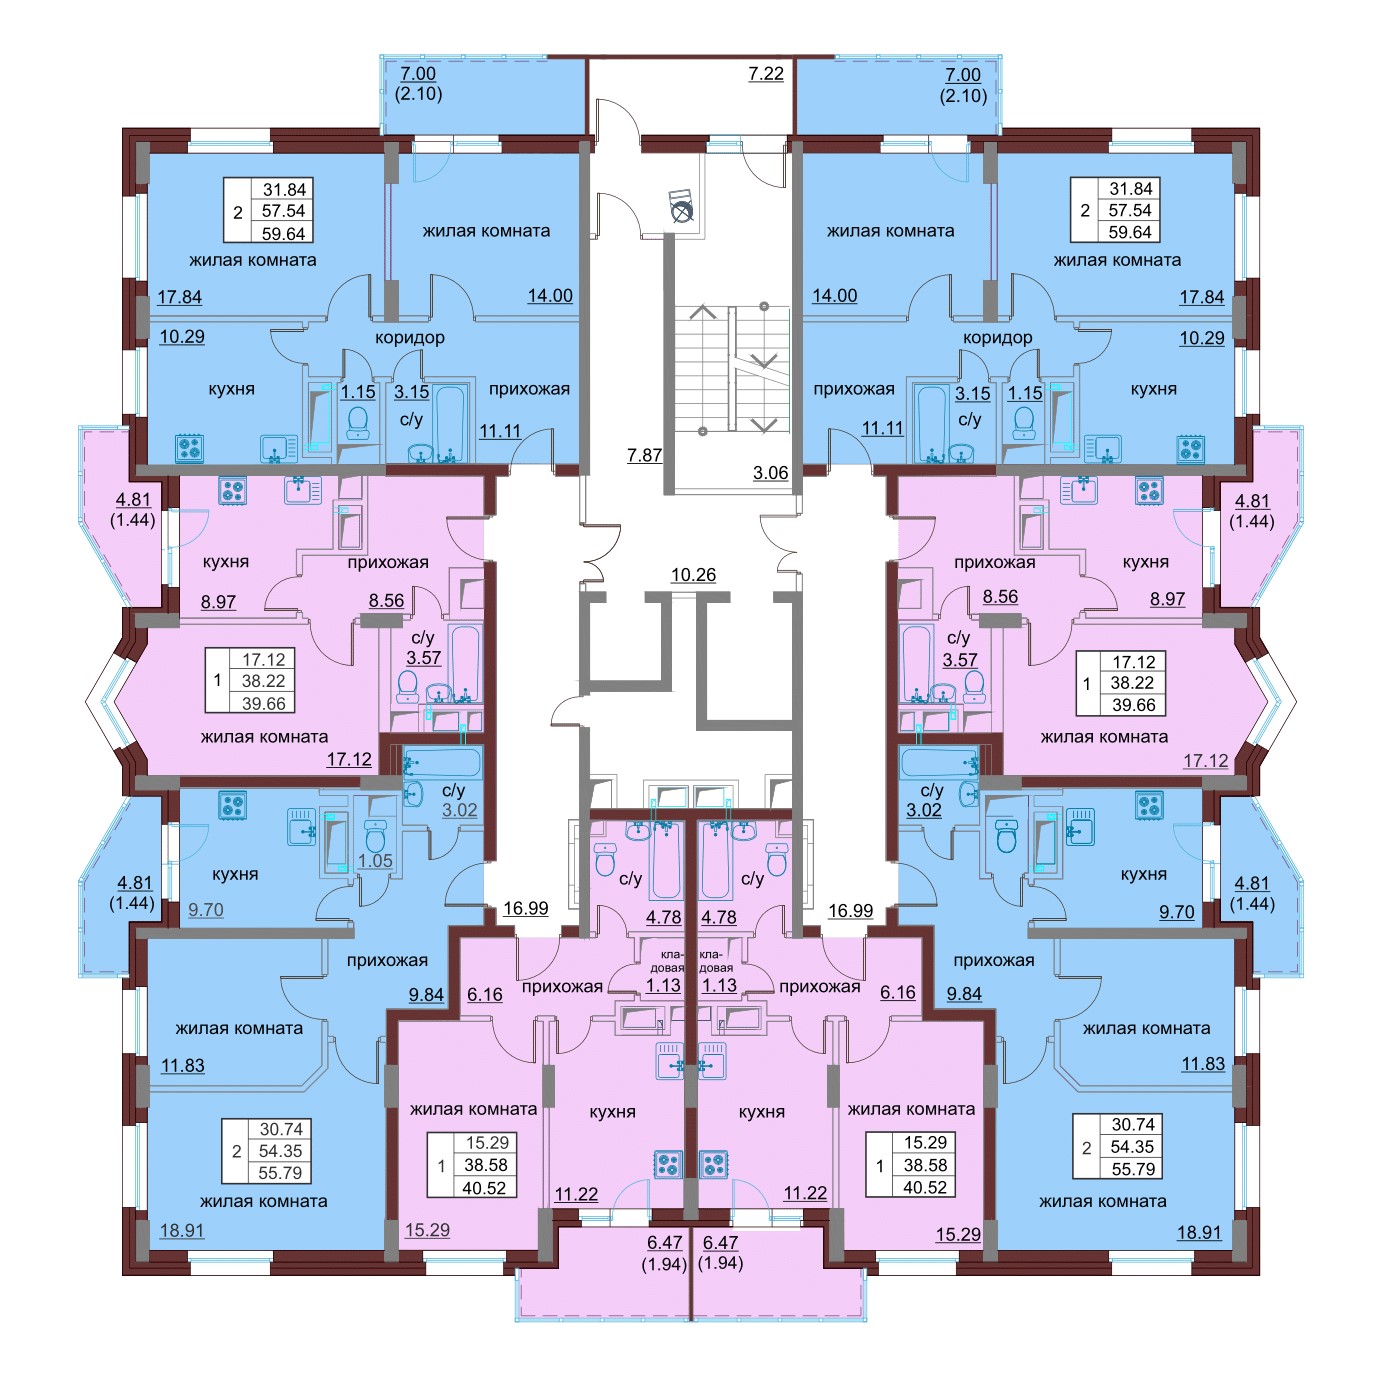 7.00
(2.10)
7.22
7.00
(2.10)
2
31.84
57.54
59.64
жилая комната
17.84
жилая комната
14.00
жилая комната
14.00
2
31.84
57.54
59.64
жилая комната
17.84
10.29
кухня
коридор
1.15
3.15
с/у
прихожая
11.11
коридор
прихожая
11.11
3.15
с/у
1.15
10.29
кухня
7.87
3.06
4.81
(1.44)
кухня
8.97
прихожая
8.56
10.26
прихожая
8.56
кухня
8.97
4.81
(1.44)
с/у
3.57
1
17.12
38.22
39.66
жилая комната
17.12
с/у
3.57
1
17.12
38.22
39.66
жилая комната
17.12
с/у
3.02
1.05
кухня
9.70
4.81
(1.44)
с/у
3.02
кухня
9.70
4.81
(1.44)
16.99
с/у
4.78
с/у
4.78
16.99
прихожая
9.84
кла-
довая
1.13
прихожая
6.16
кла-
довая
1.13
прихожая
6.16
прихожая
9.84
жилая комната
11.83
жилая комната
11.83
2
30.74
54.35
55.79
жилая комната
18.91
жилая комната
1
15.29
38.58
40.52
15.29
кухня
11.22
кухня
11.22
жилая комната
1
15.29
38.58
40.52
15.29
2
30.74
54.35
55.79
жилая комната
18.91
6.47
(1.94)
6.47
(1.94)